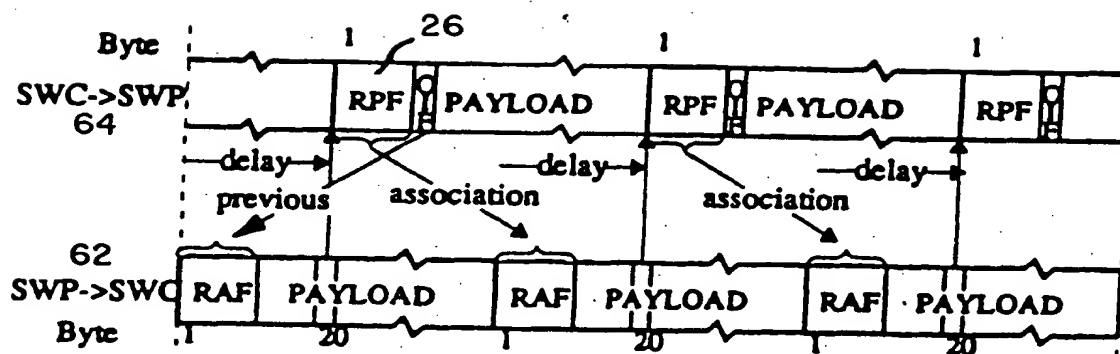 Byte 1 26 1 1
SWC->SWP RPF PAYLOAD RPF PAYLOAD RPF
64
delay delay delay
previous association association
62
SWP->SWC RAF PAYLOAD RAF PAYLOAD RAF PAYLOAD
Byte 1 20 1 20 1 20